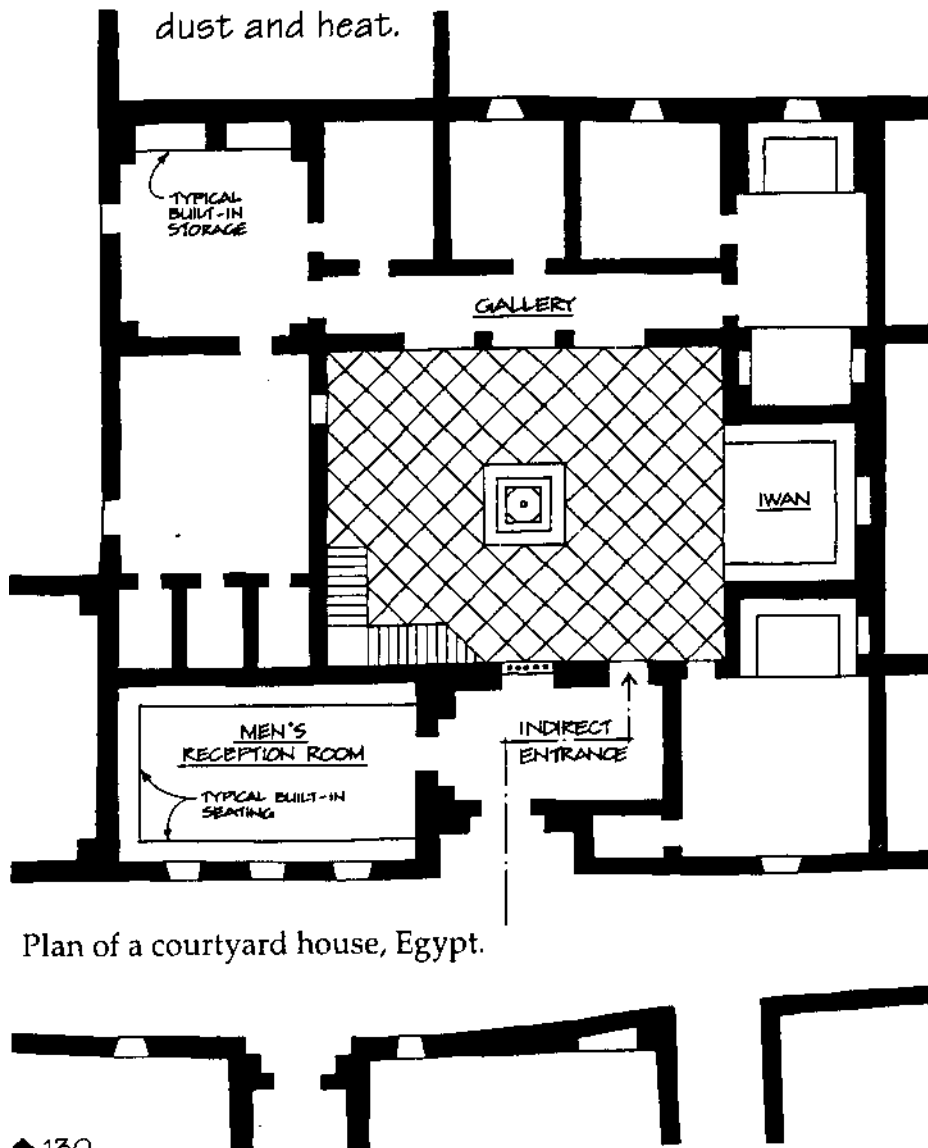 dust and heat.
TYPICAL
BUILT-IN
STORAGE
GALLERY
IWAN
MEN'S
RECEPTION ROOM
INDIRECT
ENTRANCE
TYPICAL BUILT-IN
SEATING
Plan of a courtyard house, Egypt.
130